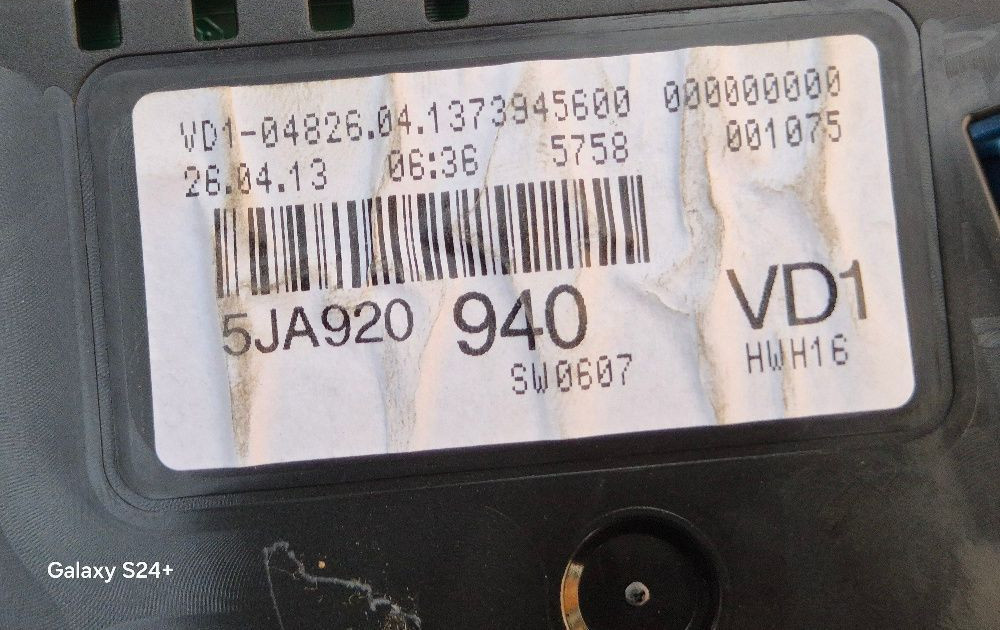 VD1-04826.04.1373945600 000000000
26.04.13 06:36 5758 001075
5JA920 940 VD1
SW0607 HWH16
Galaxy S24+